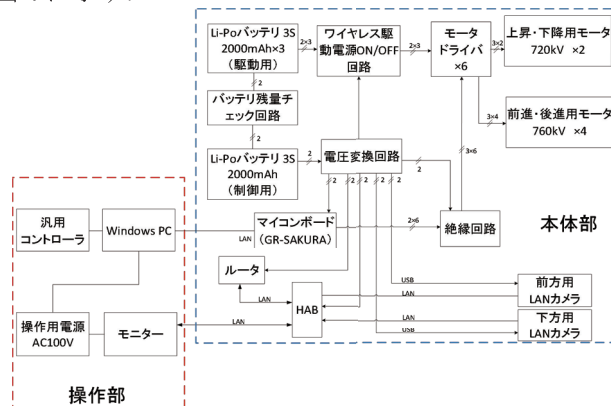 Li-Poバッテリ 3S
2000mAh×3
（駆動用）
2×3
ワイヤレス駆
動電源ON/OFF
回路
2×3
モータ
ドライバ
×6
3×2
上昇・下降用モータ
720kV ×2
3×4
前進・後進用モータ
760kV ×4
2
バッテリ残量チ
ェック回路
2
Li-Poバッテリ 3S
2000mAh
（制御用）
2
電圧変換回路
2
3×6
2
2
2
2
2
2
汎用
コントローラ
Windows PC
LAN
マイコンボード
（GR-SAKURA）
2×6
絶縁回路
本体部
ルータ
LAN
HAB
USB
LAN
前方用
LANカメラ
LAN
USB
下方用
LANカメラ
操作用電源
AC100V
モニター
LAN
操作部